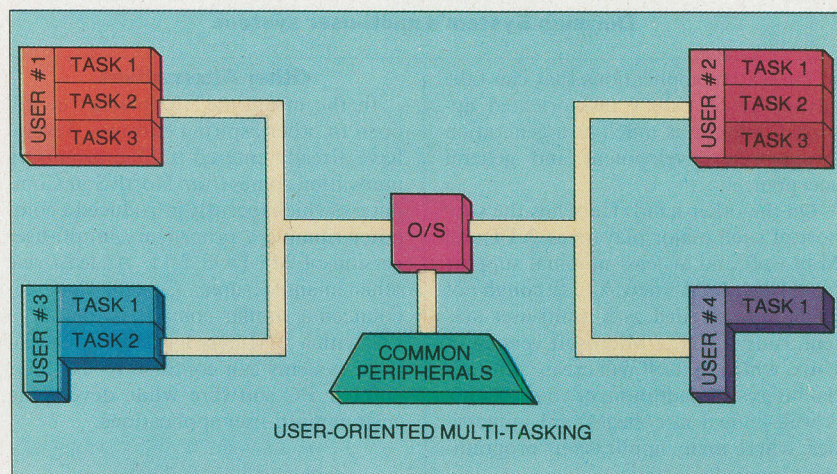 USER #1
TASK 1
TASK 2
TASK 3
USER #2
TASK 1
TASK 2
TASK 3
O/S
USER #3
TASK 1
TASK 2
USER #4
TASK 1
COMMON
PERIPHERALS
USER-ORIENTED MULTI-TASKING